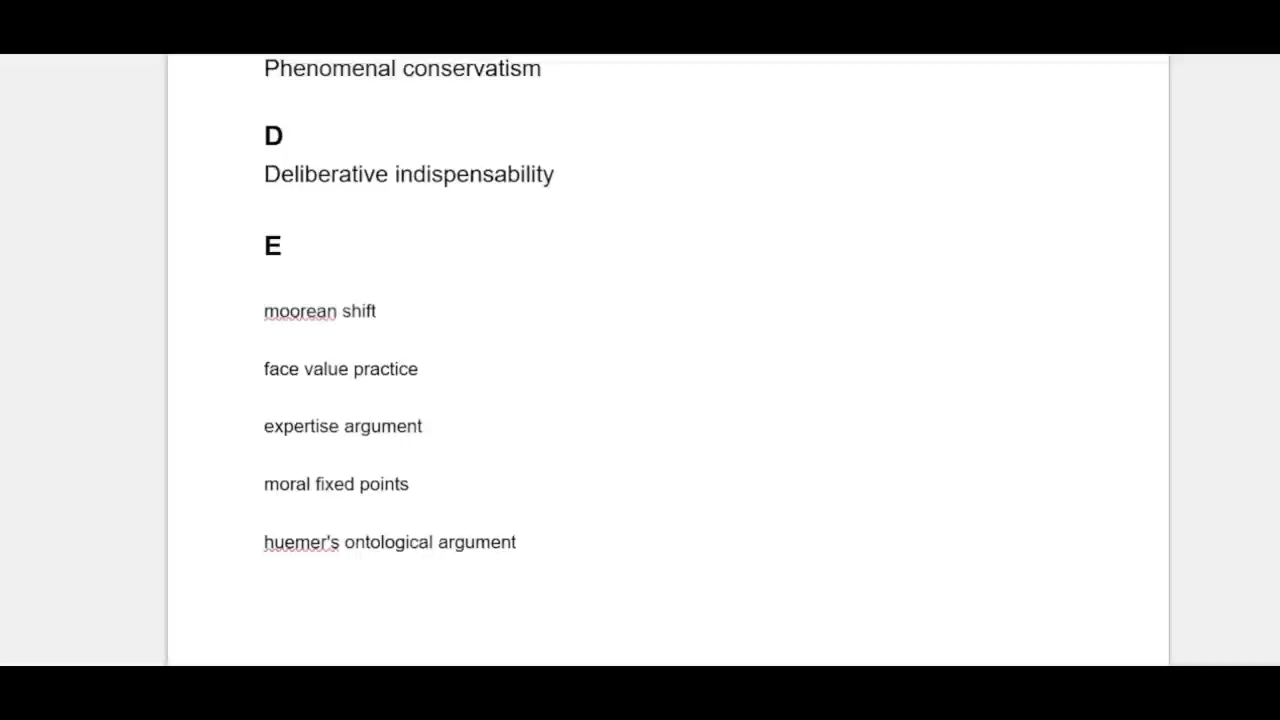 Phenomenal conservatism
D
Deliberative indispensability
E
moorean shift
face value practice
expertise argument
moral fixed points
huemer's ontological argument